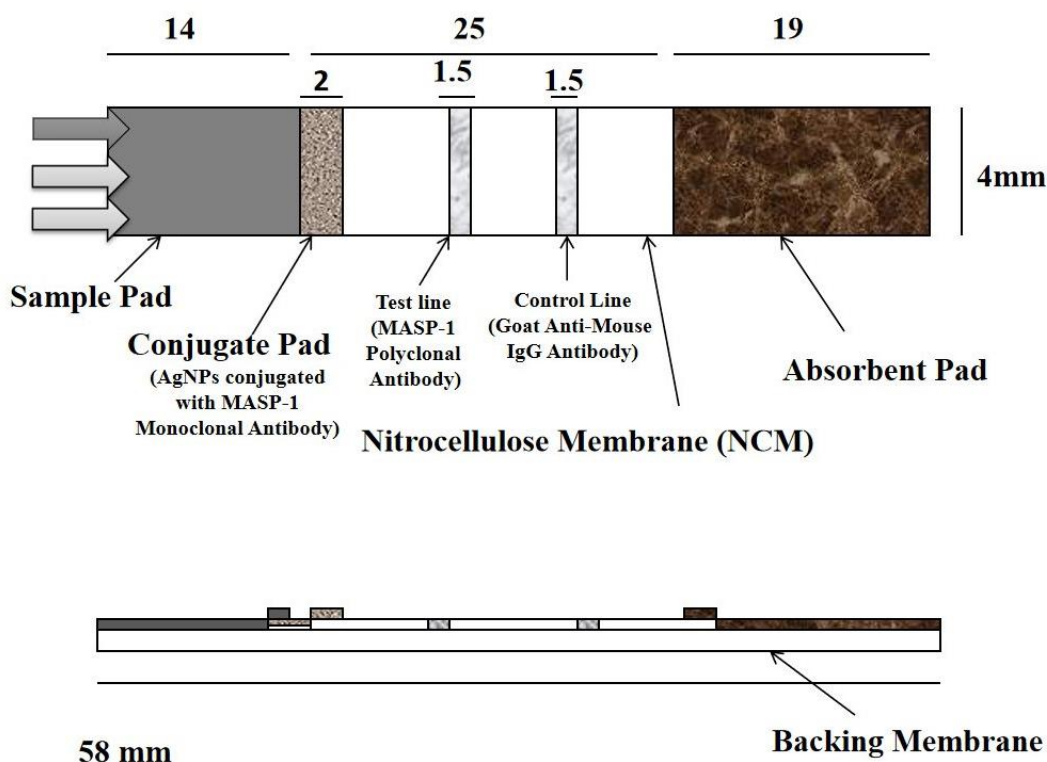 14
25
19
2
1.5
1.5
4mm
Sample Pad
Conjugate Pad
(AgNPs conjugated
with MASP-1
Monoclonal Antibody)
Test line
(MASP-1
Polyclonal
Antibody)
Control Line
(Goat Anti-Mouse
IgG Antibody)
Absorbent Pad
Nitrocellulose Membrane (NCM)
58 mm
Backing Membrane